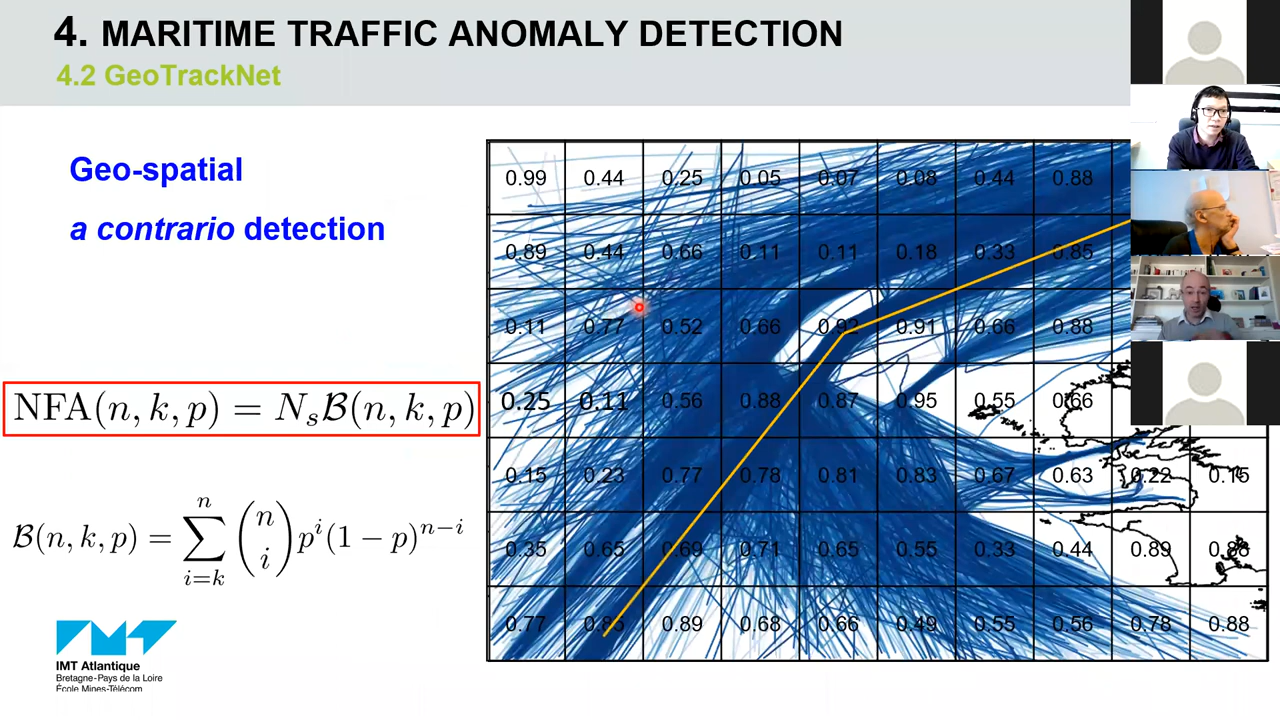 4. MARITIME TRAFFIC ANOMALY DETECTION
4.2 GeoTrackNet
Geo-spatial
a contrario detection
NFA(n, k, p) = N_s ℬ(n, k, p)
ℬ(n, k, p) = \sum_{i=k}^{n} \binom{n}{i} p^i (1 − p)^{n−i}
IMT Atlantique
Bretagne-Pays de la Loire
École Mines-Télécom
0.99 0.44 0.25 0.05 0.07 0.08 0.44 0.88
0.89 0.44 0.66 0.11 0.11 0.18 0.33 0.85
0.11 0.77 0.52 0.66 0.92 0.91 0.66 0.88
0.25 0.11 0.56 0.88 0.87 0.95 0.55 0.66
0.15 0.23 0.77 0.78 0.81 0.83 0.67 0.63 0.22 0.15
0.35 0.65 0.69 0.71 0.65 0.55 0.33 0.44 0.89
0.77 0.85 0.89 0.68 0.66 0.49 0.55 0.56 0.78 0.88